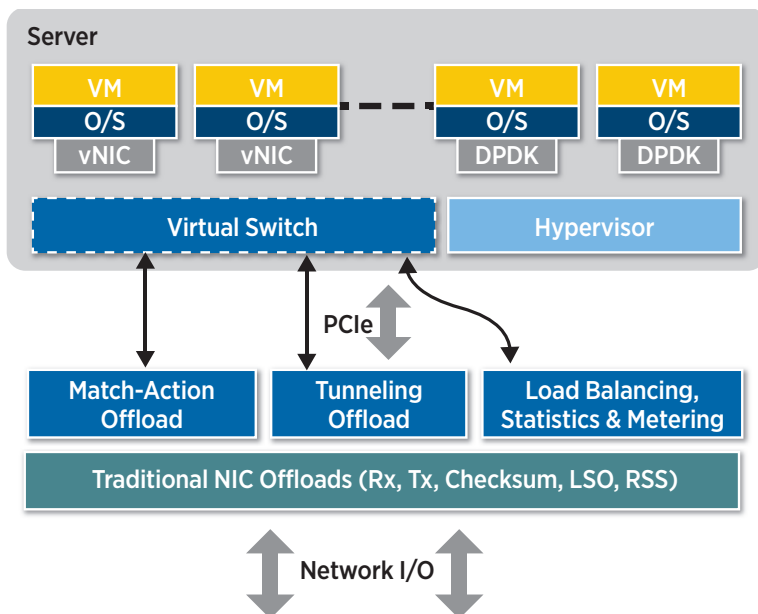 Server
VM
VM
VM
VM
O/S
O/S
O/S
O/S
vNIC
vNIC
DPDK
DPDK
Virtual Switch
Hypervisor
PCIe
Match-Action
Offload
Tunneling
Offload
Load Balancing,
Statistics & Metering
Traditional NIC Offloads (Rx, Tx, Checksum, LSO, RSS)
Network I/O